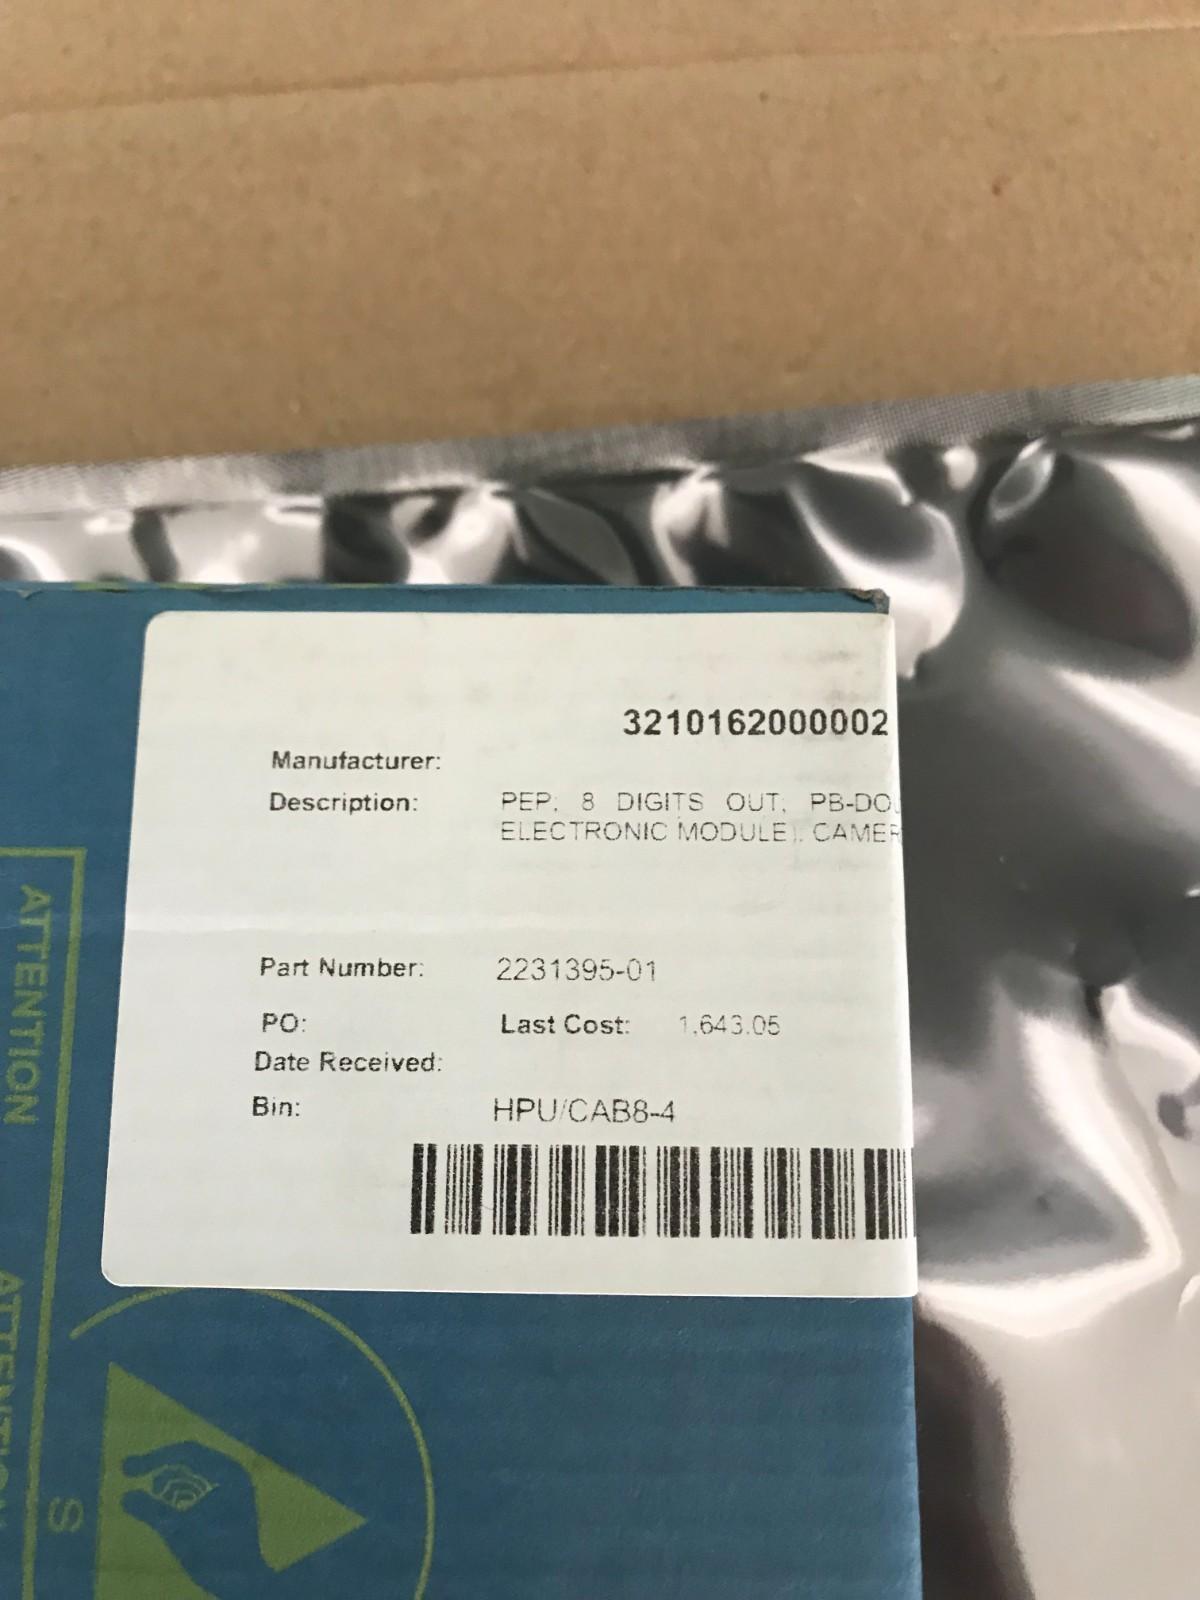 3210162000002
Manufacturer:
Description: PEP, 8 DIGITS OUT, PB-DO
ELECTRONIC MODULE, CAMER
Part Number: 2231395-01
PO: Last Cost: 1,643.05
Date Received:
Bin: HPU/CAB8-4
ATTENTION
ATTENTION
S